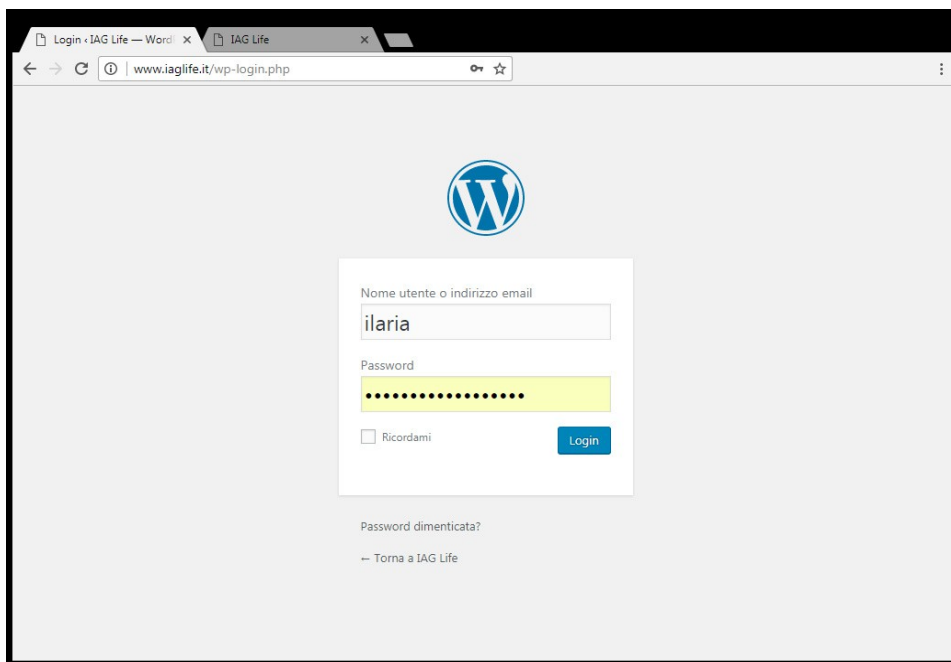 Login ‹ IAG Life — Word
IAG Life
www.iaglife.it/wp-login.php
Nome utente o indirizzo email
ilaria
Password
••••••••••••••••••
Ricordami
Login
Password dimenticata?
← Torna a IAG Life